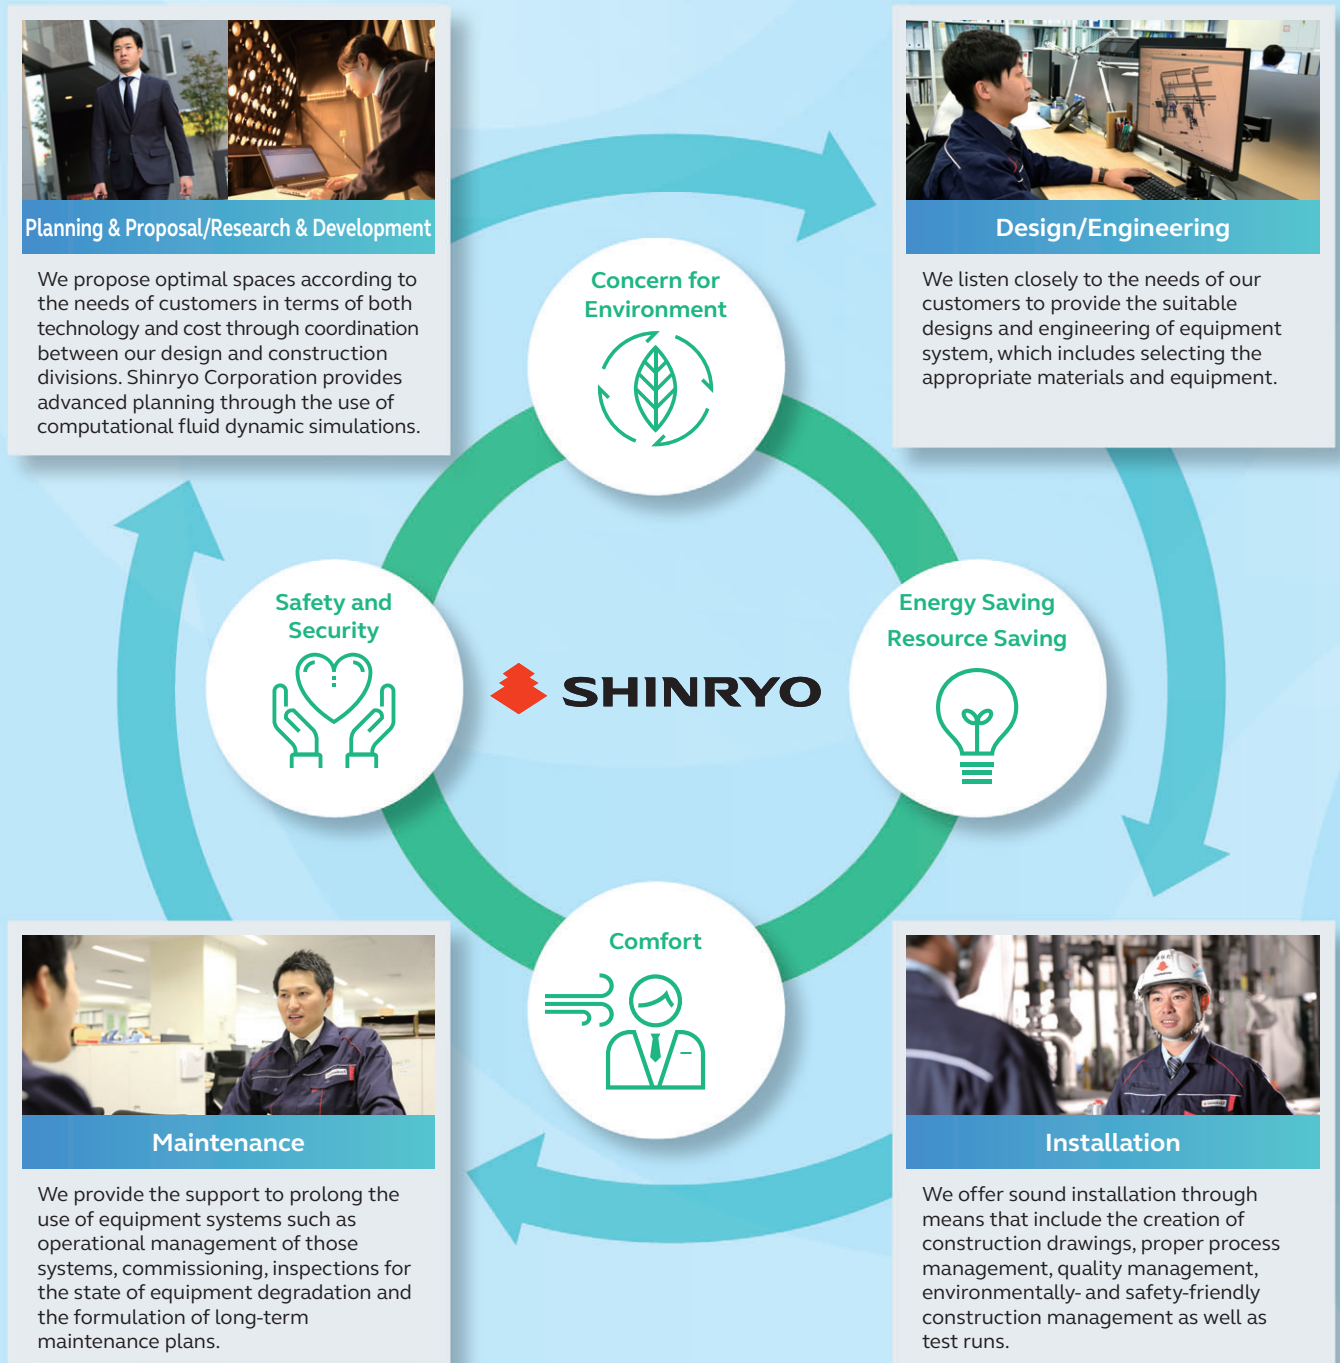 Planning & Proposal/Research & Development
We propose optimal spaces according to
the needs of customers in terms of both
technology and cost through coordination
between our design and construction
divisions. Shinryo Corporation provides
advanced planning through the use of
computational fluid dynamic simulations.
Design/Engineering
We listen closely to the needs of our
customers to provide the suitable
designs and engineering of equipment
system, which includes selecting the
appropriate materials and equipment.
Concern for
Environment
Safety and
Security
SHINRYO
Energy Saving
Resource Saving
Comfort
Maintenance
We provide the support to prolong the
use of equipment systems such as
operational management of those
systems, commissioning, inspections for
the state of equipment degradation and
the formulation of long-term
maintenance plans.
Installation
We offer sound installation through
means that include the creation of
construction drawings, proper process
management, quality management,
environmentally- and safety-friendly
construction management as well as
test runs.